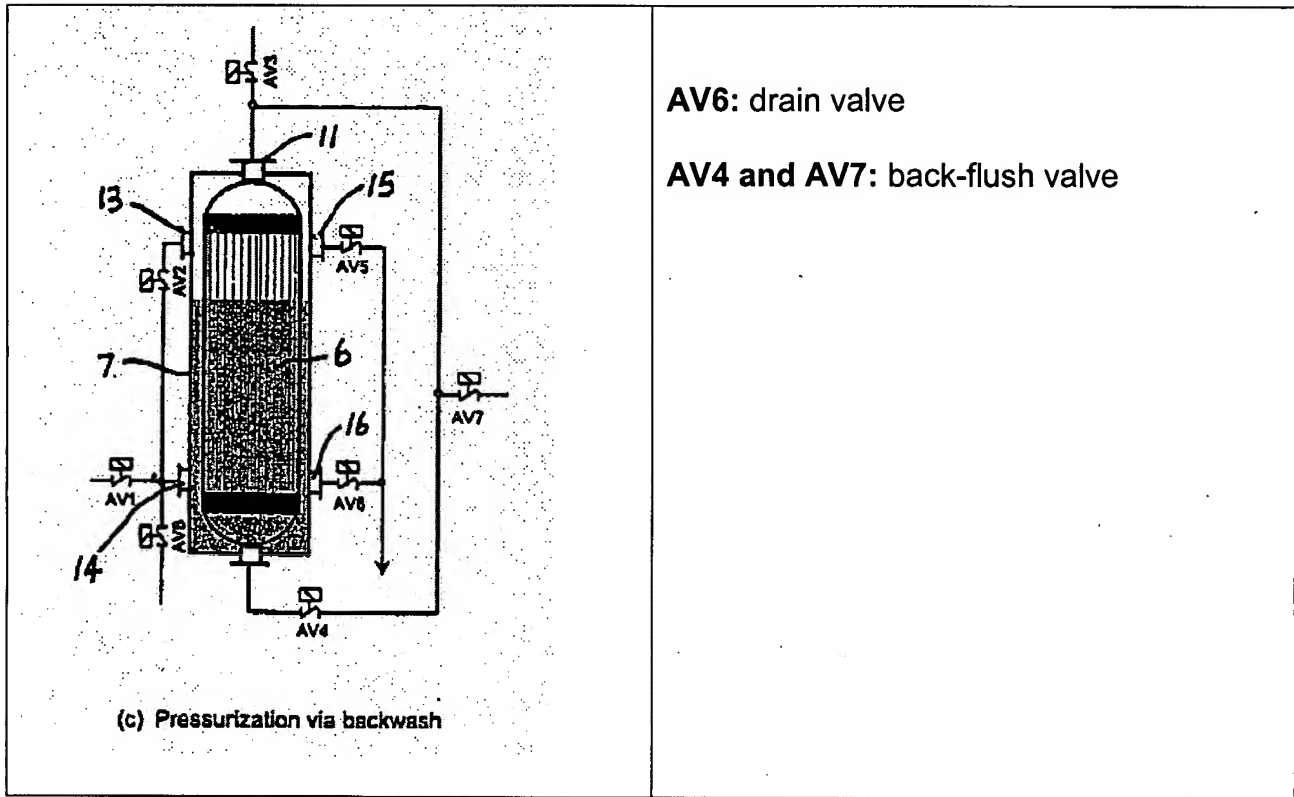 AV3
11
13
15
AV2
AV5
7
6
AV7
16
AV1
AV6
AV8
14
AV4
(c) Pressurization via backwash
AV6: drain valve
AV4 and AV7: back-flush valve